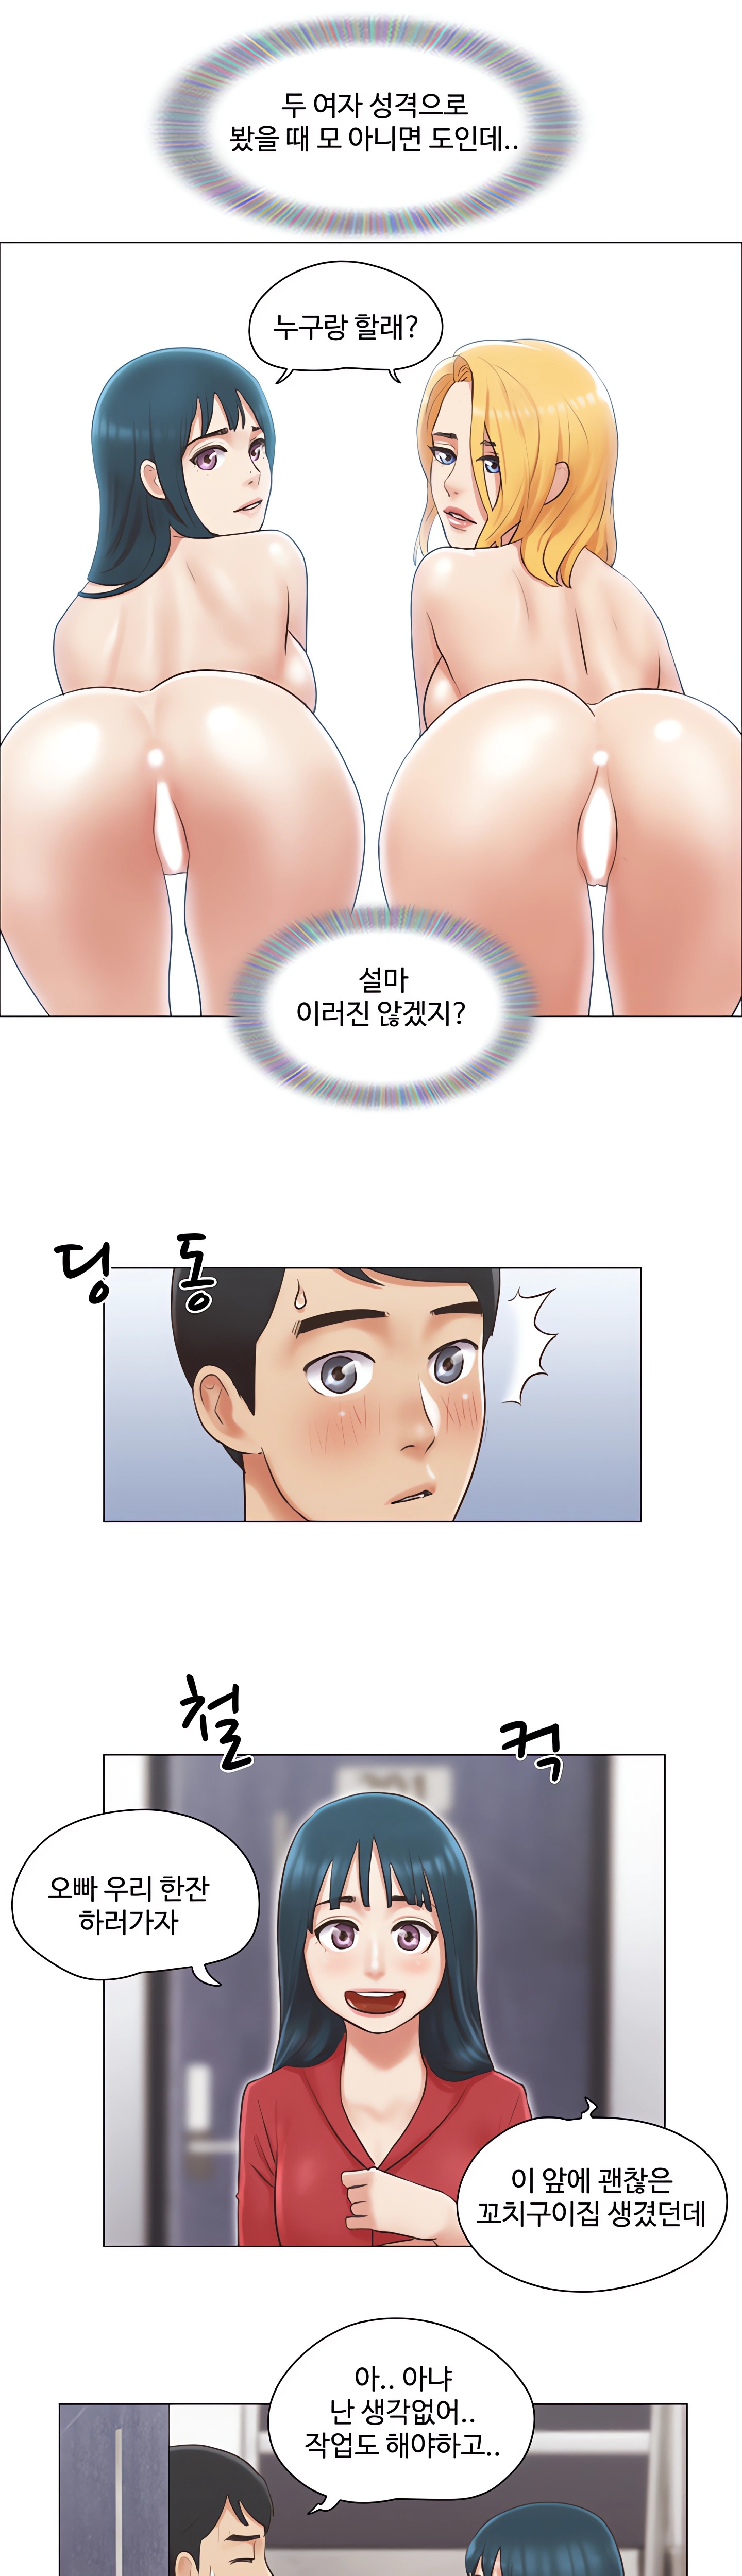 두 여자 성격으로
봤을 때 모 아니면 도인데..
누구랑 할래?
설마
이러진 않겠지?
딩 동
철 컥
오빠 우리 한잔
하러가자
이 앞에 괜찮은
꼬치구이집 생겼던데
아.. 아냐
난 생각없어..
작업도 해야하고..